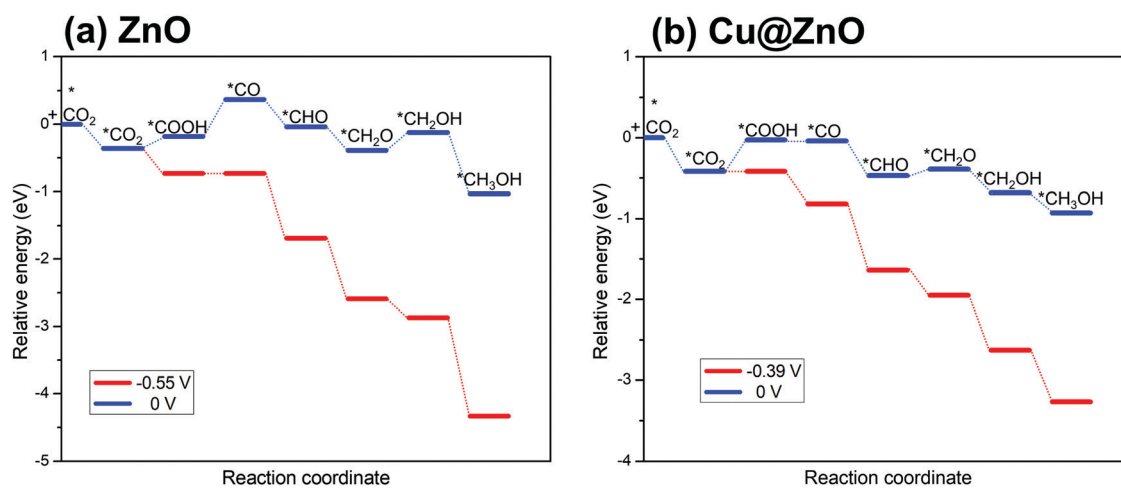 (a) ZnO
Relative energy (eV)
1
0
-1
-2
-3
-4
-5
*
+ CO2
*CO2
*COOH
*CO
*CHO
*CH2O
*CH2OH
*CH3OH
-0.55 V
0 V
Reaction coordinate
(b) Cu@ZnO
Relative energy (eV)
1
0
-1
-2
-3
-4
*
+ CO2
*CO2
*COOH
*CO
*CHO
*CH2O
*CH2OH
*CH3OH
-0.39 V
0 V
Reaction coordinate